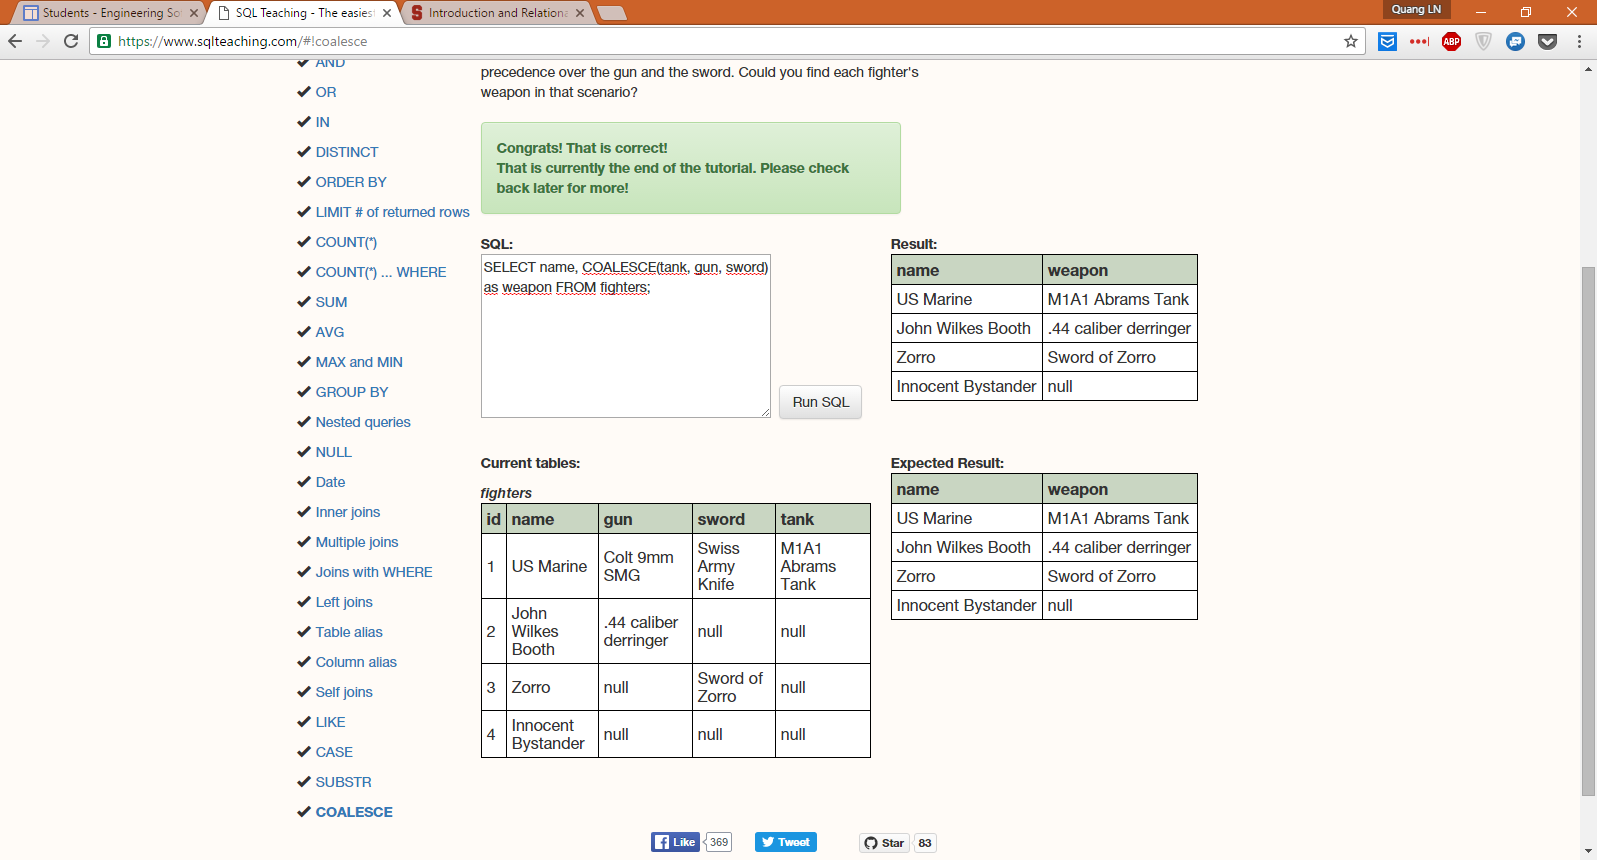 Students - Engineering So
SQL Teaching - The easies
Introduction and Relationa
Quang LN
https://www.sqlteaching.com/#!coalesce
ABP
AND
OR
IN
DISTINCT
ORDER BY
LIMIT # of returned rows
COUNT(*)
COUNT(*) ... WHERE
SUM
AVG
MAX and MIN
GROUP BY
Nested queries
NULL
Date
Inner joins
Multiple joins
Joins with WHERE
Left joins
Table alias
Column alias
Self joins
LIKE
CASE
SUBSTR
COALESCE
precedence over the gun and the sword. Could you find each fighter's
weapon in that scenario?
Congrats! That is correct!
That is currently the end of the tutorial. Please check
back later for more!
SQL:
SELECT name, COALESCE(tank, gun, sword)
as weapon FROM fighters;
Run SQL
Result:
name weapon
US Marine M1A1 Abrams Tank
John Wilkes Booth .44 caliber derringer
Zorro Sword of Zorro
Innocent Bystander null
Current tables:
fighters
id name gun sword tank
1 US Marine Colt 9mm SMG Swiss Army Knife M1A1 Abrams Tank
2 John Wilkes Booth .44 caliber derringer null null
3 Zorro null Sword of Zorro null
4 Innocent Bystander null null null
Expected Result:
name weapon
US Marine M1A1 Abrams Tank
John Wilkes Booth .44 caliber derringer
Zorro Sword of Zorro
Innocent Bystander null
Like 369
Tweet
Star 83